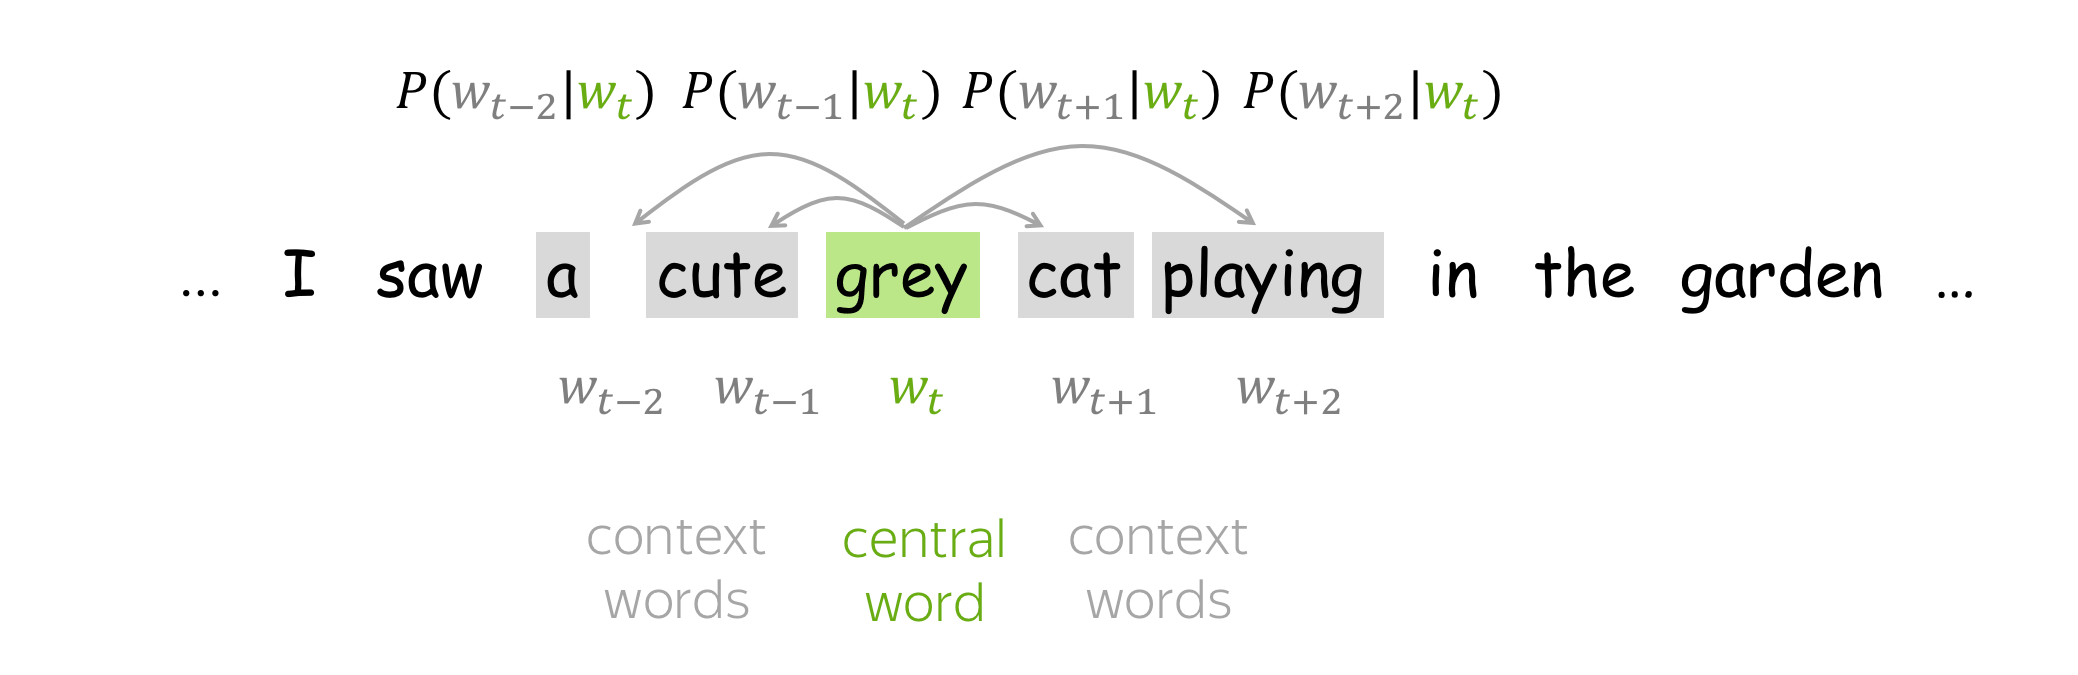 P(w_{t−2}|w_t) P(w_{t−1}|w_t) P(w_{t+1}|w_t) P(w_{t+2}|w_t)
... I saw a cute grey cat playing in the garden ...
w_{t−2} w_{t−1} w_t w_{t+1} w_{t+2}
context central context
words word words